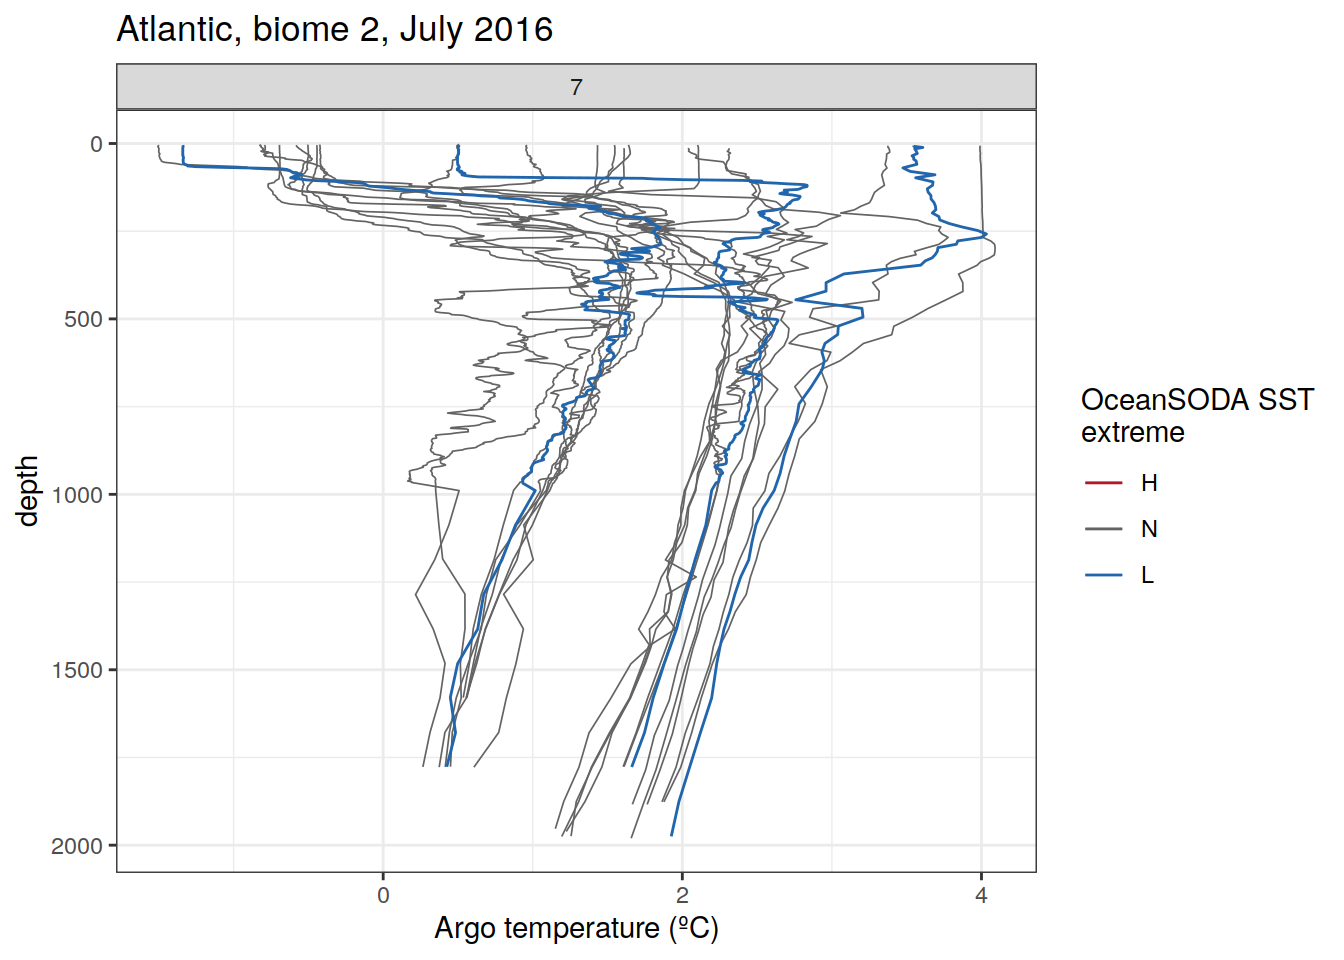 Atlantic, biome 2, July 2016
7
0
500
1000
1500
2000
depth
0
2
4
Argo temperature (ºC)
OceanSODA SST
extreme
H
N
L